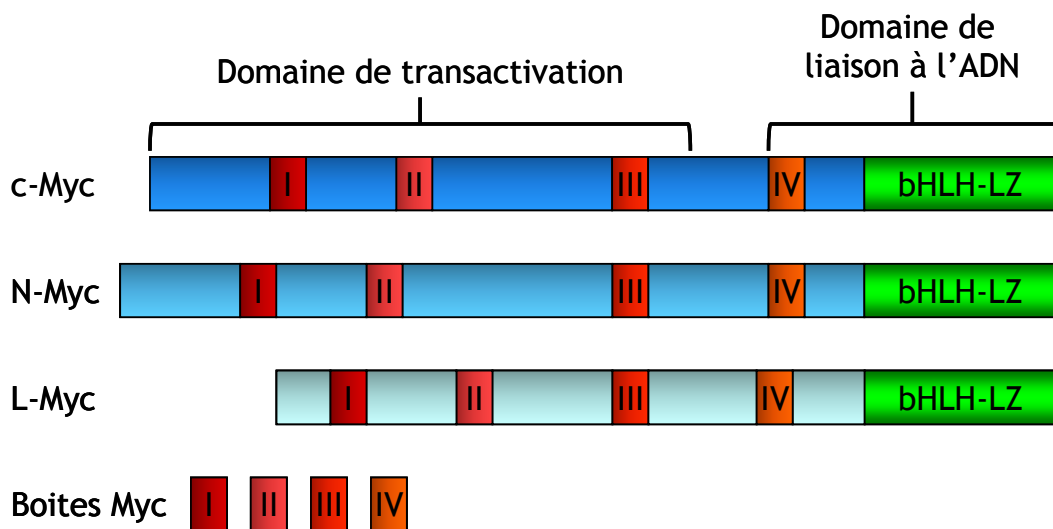 Domaine de transactivation
Domaine de
liaison à l’ADN
c-Myc I II III IV bHLH-LZ
N-Myc I II III IV bHLH-LZ
L-Myc I II III IV bHLH-LZ
Boites Myc I II III IV